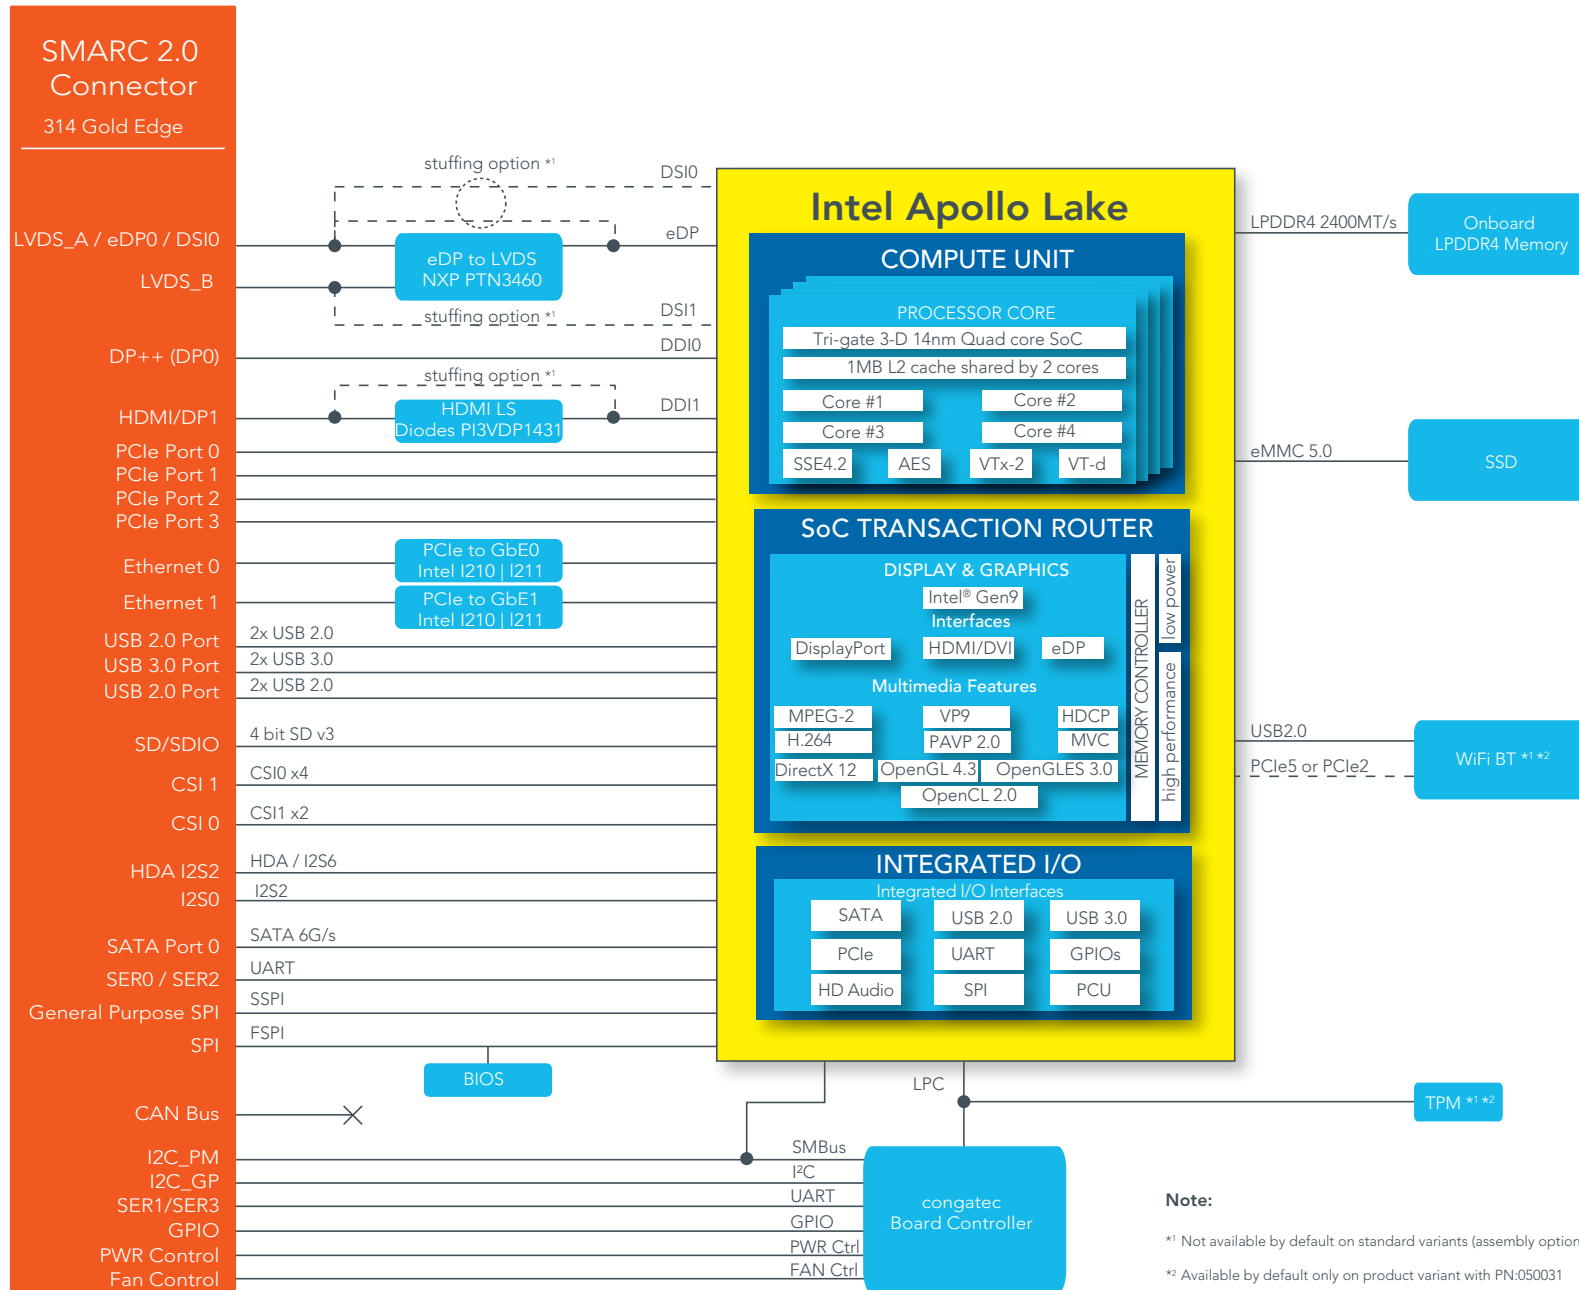 SMARC 2.0
Connector
314 Gold Edge
LVDS_A / eDP0 / DSI0
LVDS_B
DP++ (DP0)
HDMI/DP1
PCIe Port 0
PCIe Port 1
PCIe Port 2
PCIe Port 3
Ethernet 0
Ethernet 1
USB 2.0 Port
USB 3.0 Port
USB 2.0 Port
SD/SDIO
CSI 1
CSI 0
HDA I2S2
I2S0
SATA Port 0
SER0 / SER2
General Purpose SPI
SPI
CAN Bus
I2C_PM
I2C_GP
SER1/SER3
GPIO
PWR Control
Fan Control
stuffing option *1
DSI0
eDP
eDP to LVDS
NXP PTN3460
stuffing option *1
DSI1
DDI0
stuffing option *1
HDMI LS
Diodes PI3VDP1431
DDI1
PCIe to GbE0
Intel I210 | I211
PCIe to GbE1
Intel I210 | I211
2x USB 2.0
2x USB 3.0
2x USB 2.0
4 bit SD v3
CSI0 x4
CSI1 x2
HDA / I2S6
I2S2
SATA 6G/s
UART
SSPI
FSPI
BIOS
Intel Apollo Lake
COMPUTE UNIT
PROCESSOR CORE
Tri-gate 3-D 14nm Quad core SoC
1MB L2 cache shared by 2 cores
Core #1
Core #2
Core #3
Core #4
SSE4.2
AES
VTx-2
VT-d
SoC TRANSACTION ROUTER
DISPLAY & GRAPHICS
Intel® Gen9
Interfaces
DisplayPort
HDMI/DVI
eDP
Multimedia Features
MPEG-2
VP9
HDCP
H.264
PAVP 2.0
MVC
DirectX 12
OpenGL 4.3
OpenGLES 3.0
OpenCL 2.0
MEMORY CONTROLLER
low power
high performance
INTEGRATED I/O
Integrated I/O Interfaces
SATA
USB 2.0
USB 3.0
PCIe
UART
GPIOs
HD Audio
SPI
PCU
LPDDR4 2400MT/s
Onboard
LPDDR4 Memory
eMMC 5.0
SSD
USB2.0
PCIe5 or PCIe2
WiFi BT *1 *2
LPC
TPM *1 *2
SMBus
I²C
UART
GPIO
PWR Ctrl
FAN Ctrl
congatec
Board Controller
Note:
*1 Not available by default on standard variants (assembly option
*2 Available by default only on product variant with PN:050031